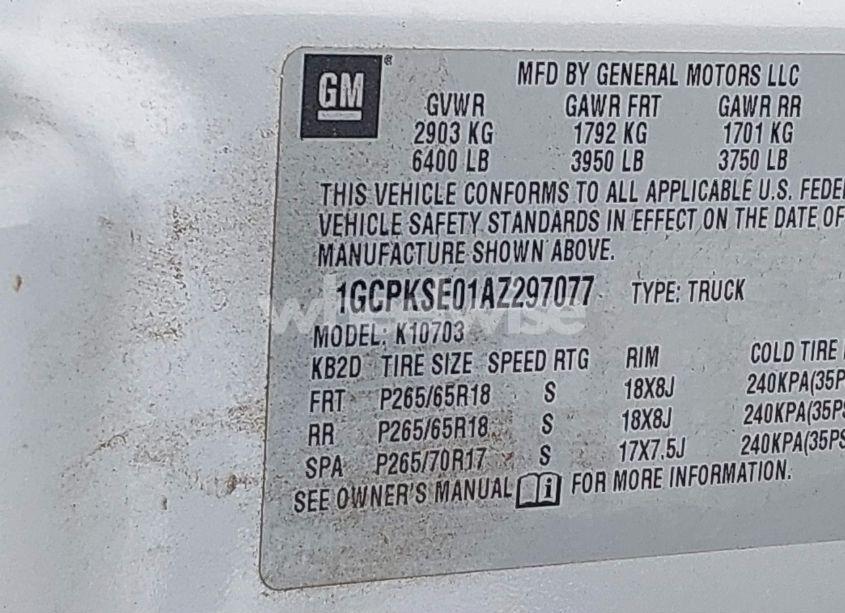 GM®
MFD BY GENERAL MOTORS LLC
GVWR GAWR FRT GAWR RR
2903 KG 1792 KG 1701 KG
6400 LB 3950 LB 3750 LB
THIS VEHICLE CONFORMS TO ALL APPLICABLE U.S. FEDE
VEHICLE SAFETY STANDARDS IN EFFECT ON THE DATE OF
MANUFACTURE SHOWN ABOVE.
1GCPKSE01AZ297077 TYPE: TRUCK
wheelwise
MODEL: K10703
KB2D TIRE SIZE SPEED RTG RIM COLD TIRE
FRT P265/65R18 S 18X8J 240KPA(35PS
RR P265/65R18 S 18X8J 240KPA(35PS
SPA P265/70R17 S 17X7.5J 240KPA(35PS
SEE OWNER'S MANUAL FOR MORE INFORMATION.